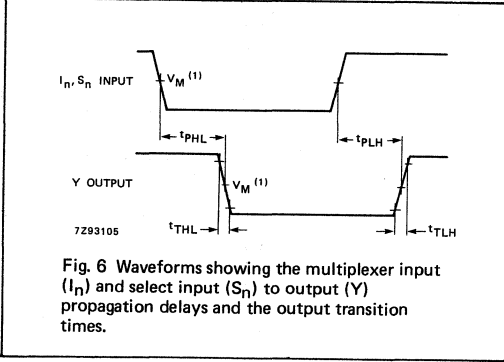 In, Sn INPUT
VM (1)
tPHL
tPLH
Y OUTPUT
VM (1)
7Z93105
tTHL
tTLH
Fig. 6 Waveforms showing the multiplexer input
(In) and select input (Sn) to output (Y)
propagation delays and the output transition
times.